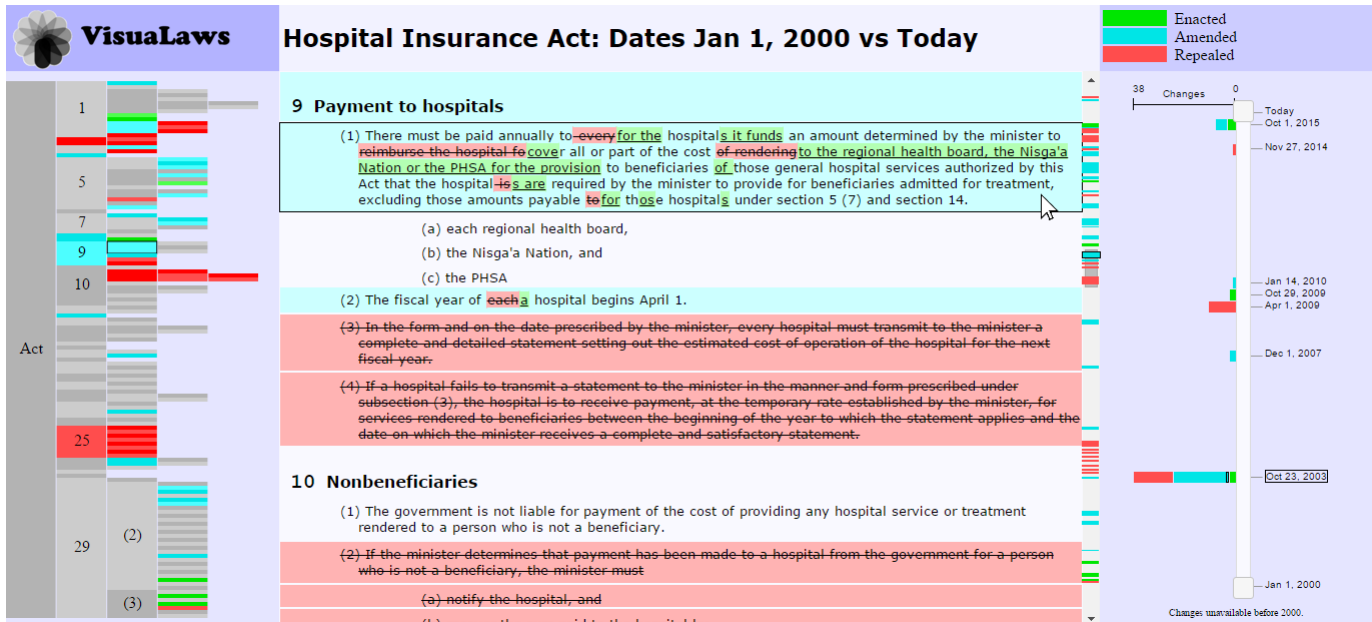 VisuaLaws
Hospital Insurance Act: Dates Jan 1, 2000 vs Today
Enacted
Amended
Repealed
Act
1
5
7
9
10
25
29
(2)
(3)
9 Payment to hospitals
(1) There must be paid annually to every for the hospitals it funds an amount determined by the minister to
reimburse the hospital fo cover all or part of the cost of rendering to the regional health board, the Nisga'a
Nation or the PHSA for the provision to beneficiaries of those general hospital services authorized by this
Act that the hospital is s are required by the minister to provide for beneficiaries admitted for treatment,
excluding those amounts payable to for those hospitals under section 5 (7) and section 14.
(a) each regional health board,
(b) the Nisga'a Nation, and
(c) the PHSA
(2) The fiscal year of each a hospital begins April 1.
(3) In the form and on the date prescribed by the minister, every hospital must transmit to the minister a
complete and detailed statement setting out the estimated cost of operation of the hospital for the next
fiscal year.
(4) If a hospital fails to transmit a statement to the minister in the manner and form prescribed under
subsection (3), the hospital is to receive payment, at the temporary rate established by the minister, for
services rendered to beneficiaries between the beginning of the year to which the statement applies and the
date on which the minister receives a complete and satisfactory statement.
10 Nonbeneficiaries
(1) The government is not liable for payment of the cost of providing any hospital service or treatment
rendered to a person who is not a beneficiary.
(2) If the minister determines that payment has been made to a hospital from the government for a person
who is not a beneficiary, the minister must
(a) notify the hospital, and
38 Changes 0
Today
Oct 1, 2015
Nov 27, 2014
Jan 14, 2010
Oct 29, 2009
Apr 1, 2009
Dec 1, 2007
Oct 23, 2003
Jan 1, 2000
Changes unavailable before 2000.